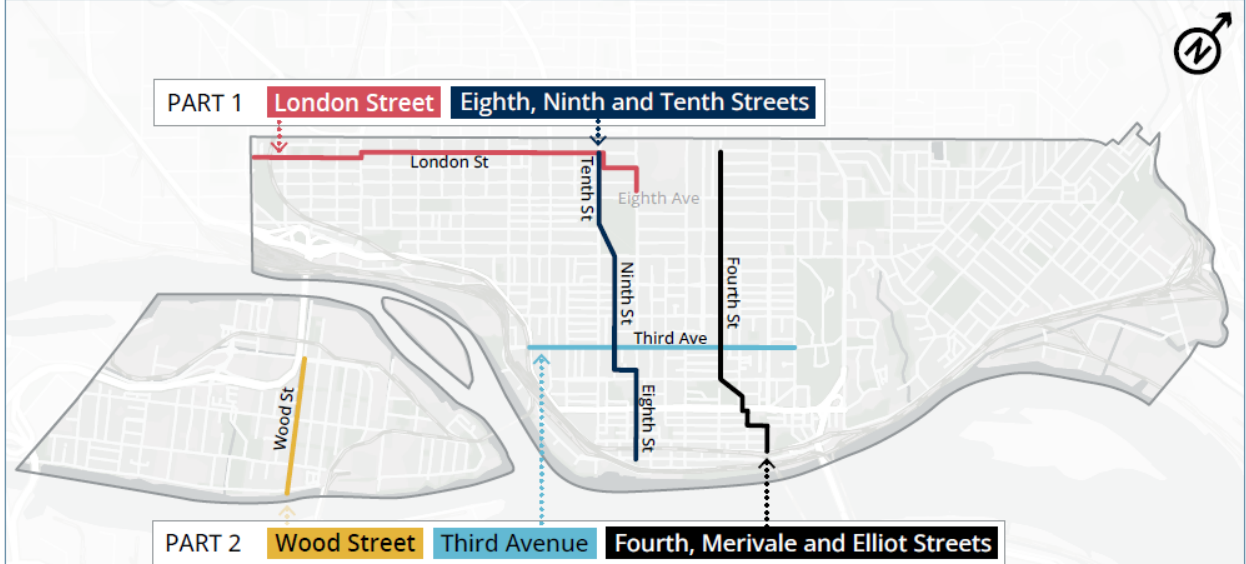 N
PART 1 London Street Eighth, Ninth and Tenth Streets
London St
Tenth St
Eighth Ave
Ninth St
Fourth St
Third Ave
Wood St
Eighth St
PART 2 Wood Street Third Avenue Fourth, Merivale and Elliot Streets